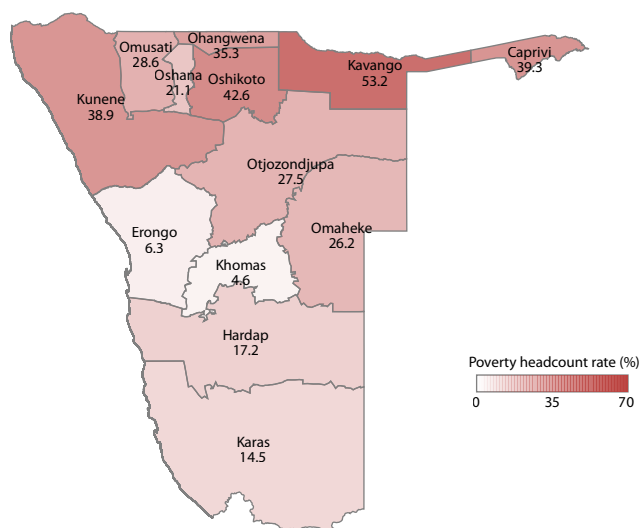 Ohangwena
35.3
Omusati
28.6
Oshana
21.1
Oshikoto
42.6
Kavango
53.2
Caprivi
39.3
Kunene
38.9
Otjozondjupa
27.5
Omaheke
26.2
Erongo
6.3
Khomas
4.6
Hardap
17.2
Poverty headcount rate (%)
0 35 70
Karas
14.5